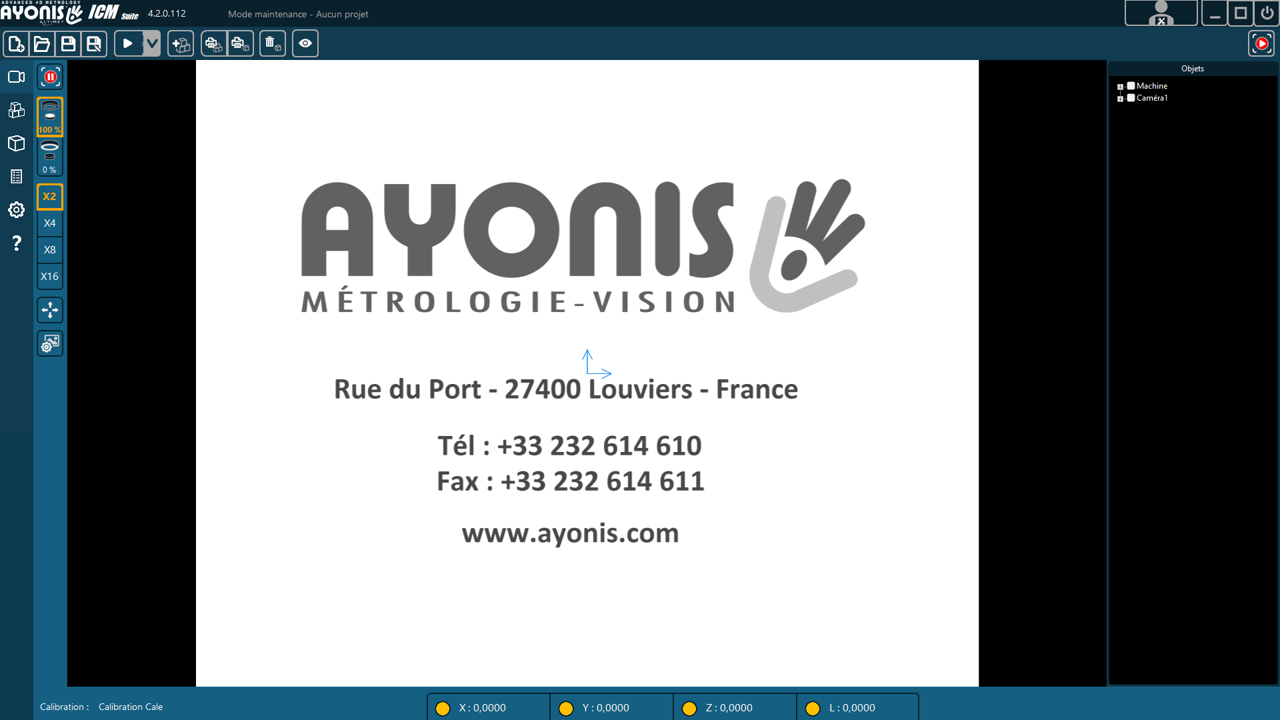 ADVANCED 4D METROLOGY
AYONIS ICM Suite 4.2.0.112 Mode maintenance - Aucun projet
ALTIMET
Objets
Machine
Caméra1
100 %
0 %
X2
X4
X8
X16
?
AYONIS
MÉTROLOGIE-VISION
Rue du Port - 27400 Louviers - France
Tél : +33 232 614 610
Fax : +33 232 614 611
www.ayonis.com
Calibration : Calibration Cale
X : 0,0000 Y : 0,0000 Z : 0,0000 L : 0,0000